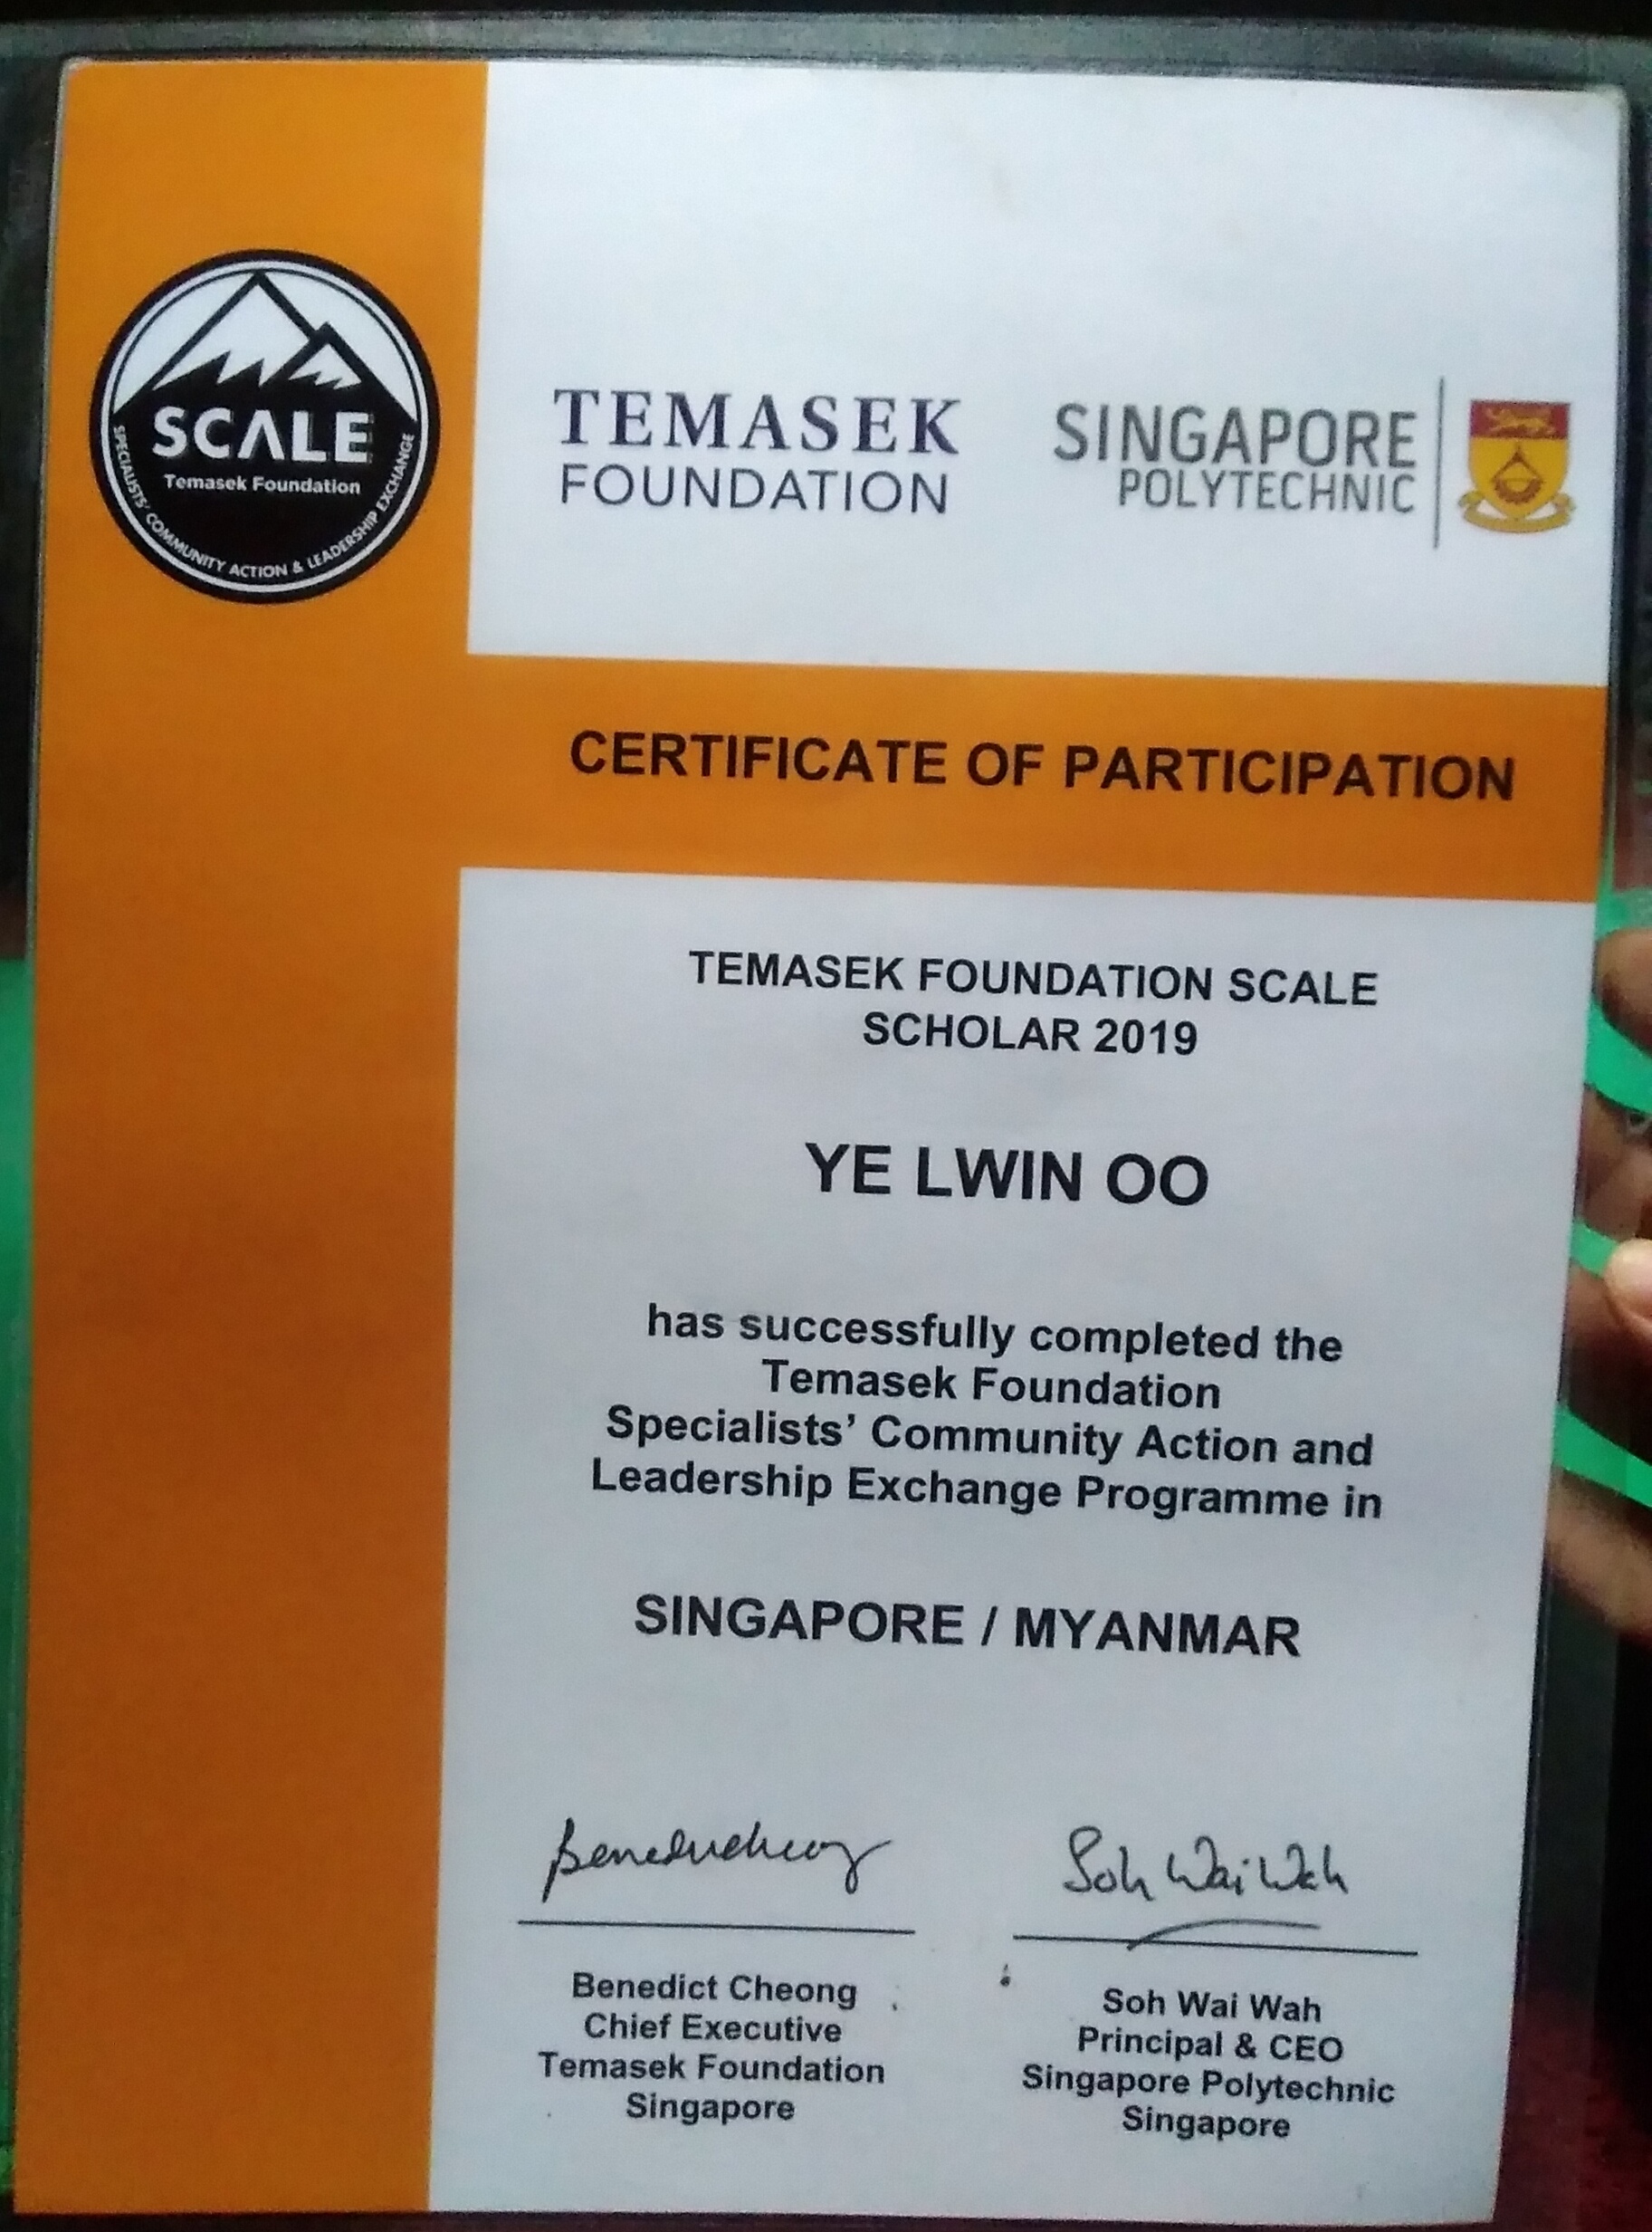 SCALE
Temasek Foundation
SPECIALISTS' COMMUNITY ACTION & LEADERSHIP EXCHANGE
TEMASEK
FOUNDATION
SINGAPORE
POLYTECHNIC
CERTIFICATE OF PARTICIPATION
TEMASEK FOUNDATION SCALE
SCHOLAR 2019
YE LWIN OO
has successfully completed the
Temasek Foundation
Specialists’ Community Action and
Leadership Exchange Programme in
SINGAPORE / MYANMAR
Benedict Cheong
Soh Wai Wah
Benedict Cheong
Chief Executive
Temasek Foundation
Singapore
Soh Wai Wah
Principal & CEO
Singapore Polytechnic
Singapore